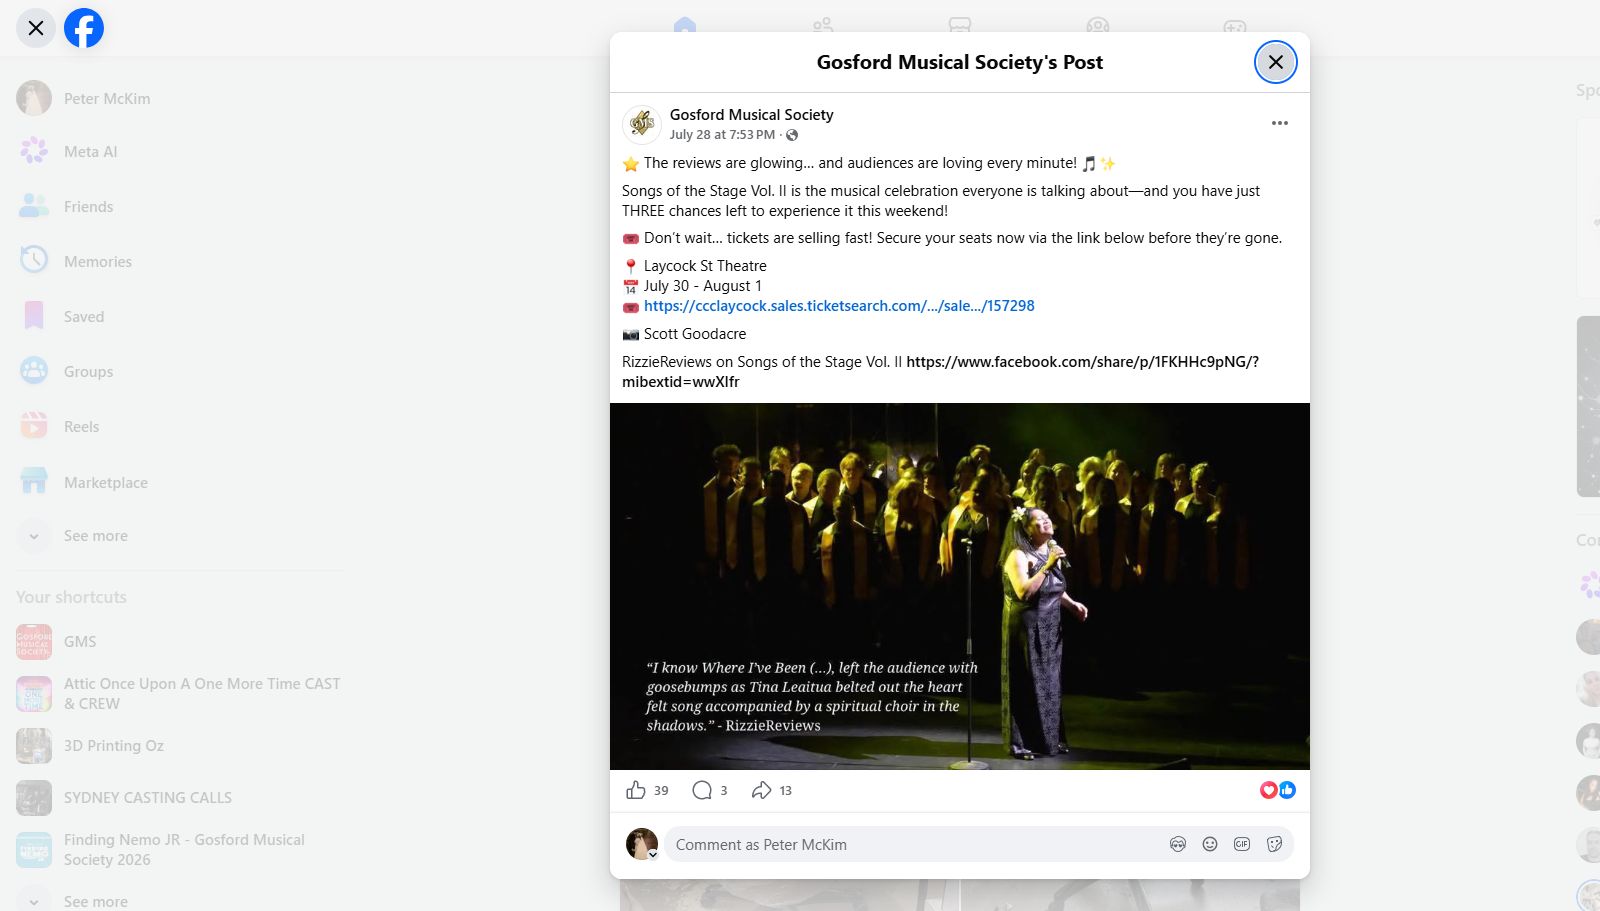 Gosford Musical Society's Post
Peter McKim
Meta AI
Friends
Memories
Saved
Groups
Reels
Marketplace
See more
Your shortcuts
GMS
Attic Once Upon A One More Time CAST
& CREW
3D Printing Oz
SYDNEY CASTING CALLS
Finding Nemo JR - Gosford Musical
Society 2026
See more
GMS
Gosford Musical Society
July 28 at 7:53 PM ·
⭐ The reviews are glowing... and audiences are loving every minute! 🎵✨
Songs of the Stage Vol. II is the musical celebration everyone is talking about—and you have just
THREE chances left to experience it this weekend!
🎟️ Don’t wait... tickets are selling fast! Secure your seats now via the link below before they’re gone.
📍 Laycock St Theatre
📅 July 30 - August 1
🎟️ https://ccclaycock.sales.ticketsearch.com/.../sale.../157298
📷 Scott Goodacre
RizzieReviews on Songs of the Stage Vol. II https://www.facebook.com/share/p/1FKHHc9pNG/?
mibextid=wwXIfr
“I know Where I’ve Been (...), left the audience with
goosebumps as Tina Leaitua belted out the heart
felt song accompanied by a spiritual choir in the
shadows.” - RizzieReviews
39
3
13
Comment as Peter McKim
GIF